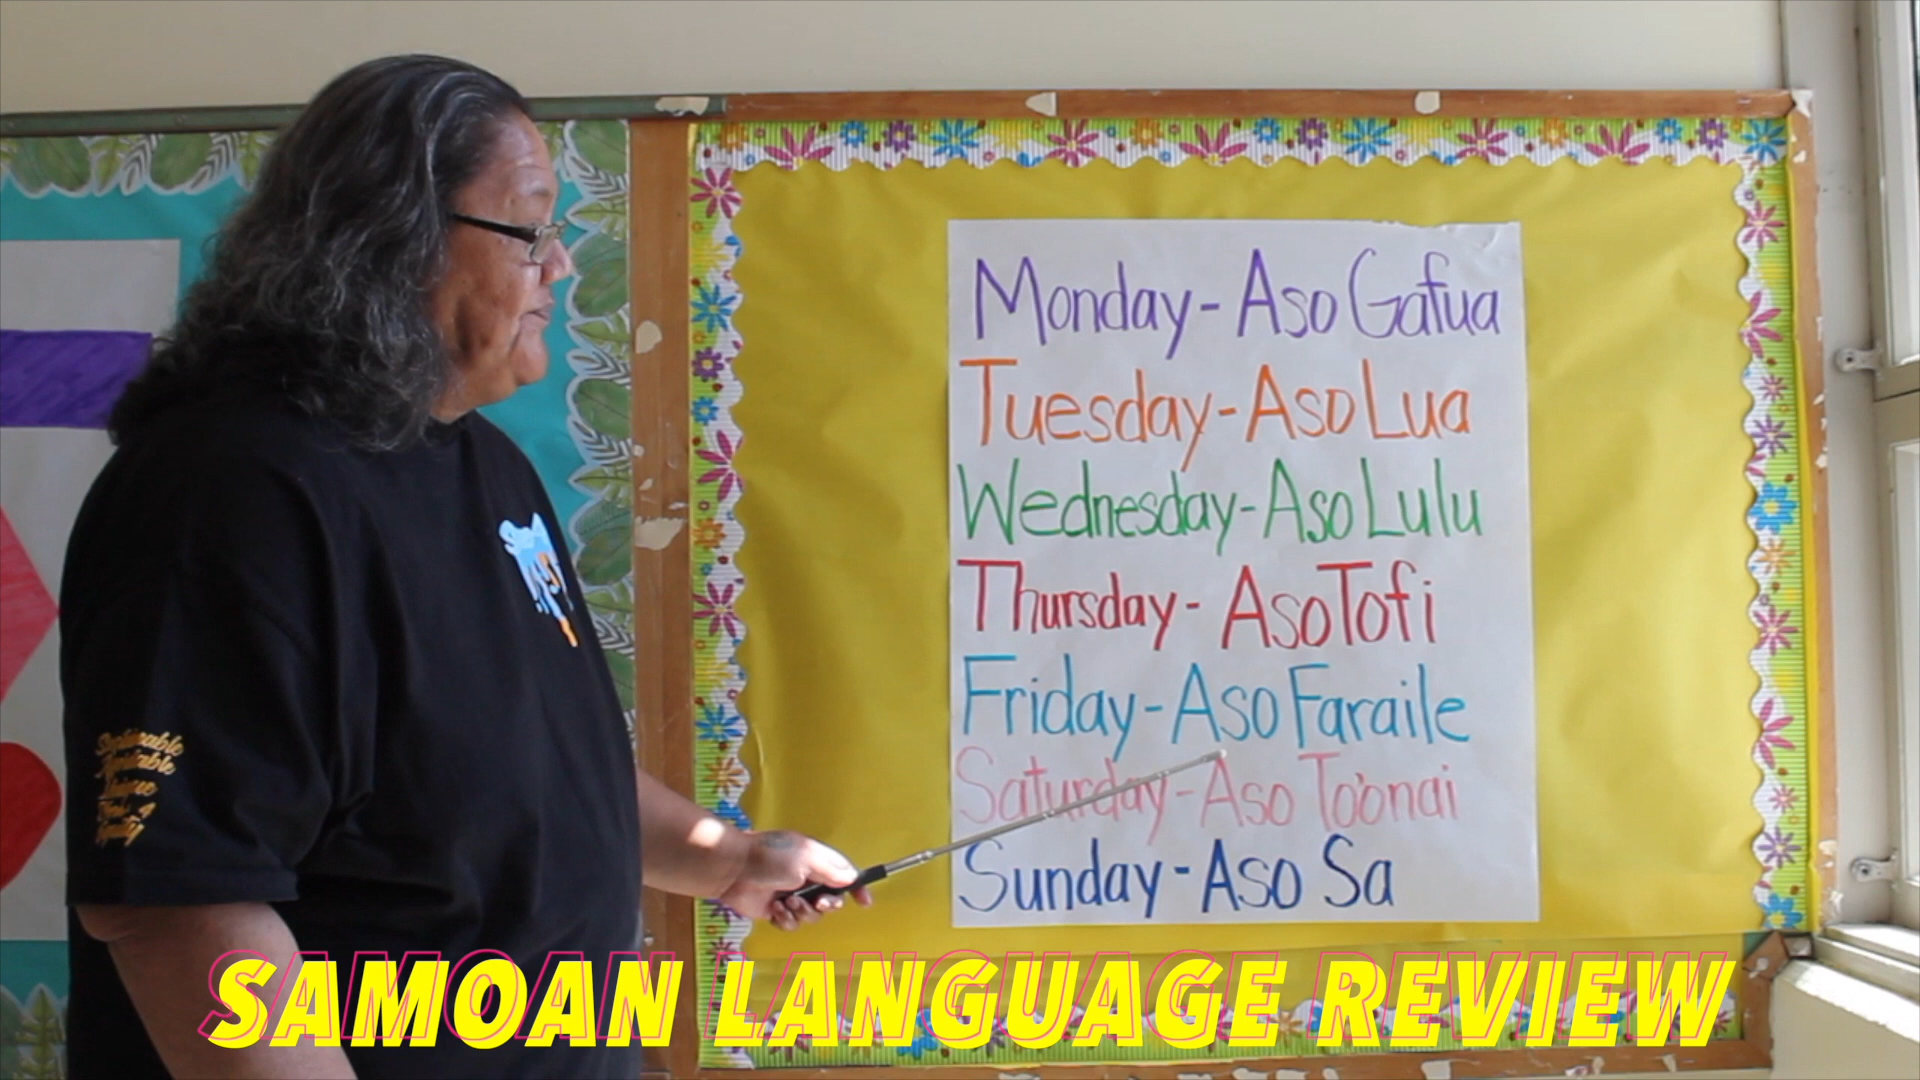 Monday - Aso Gafua
Tuesday - Aso Lua
Wednesday - Aso Lulu
Thursday - Aso Tofi
Friday - Aso Faraile
Saturday - Aso To'onai
Sunday - Aso Sa
SAMOAN LANGUAGE REVIEW